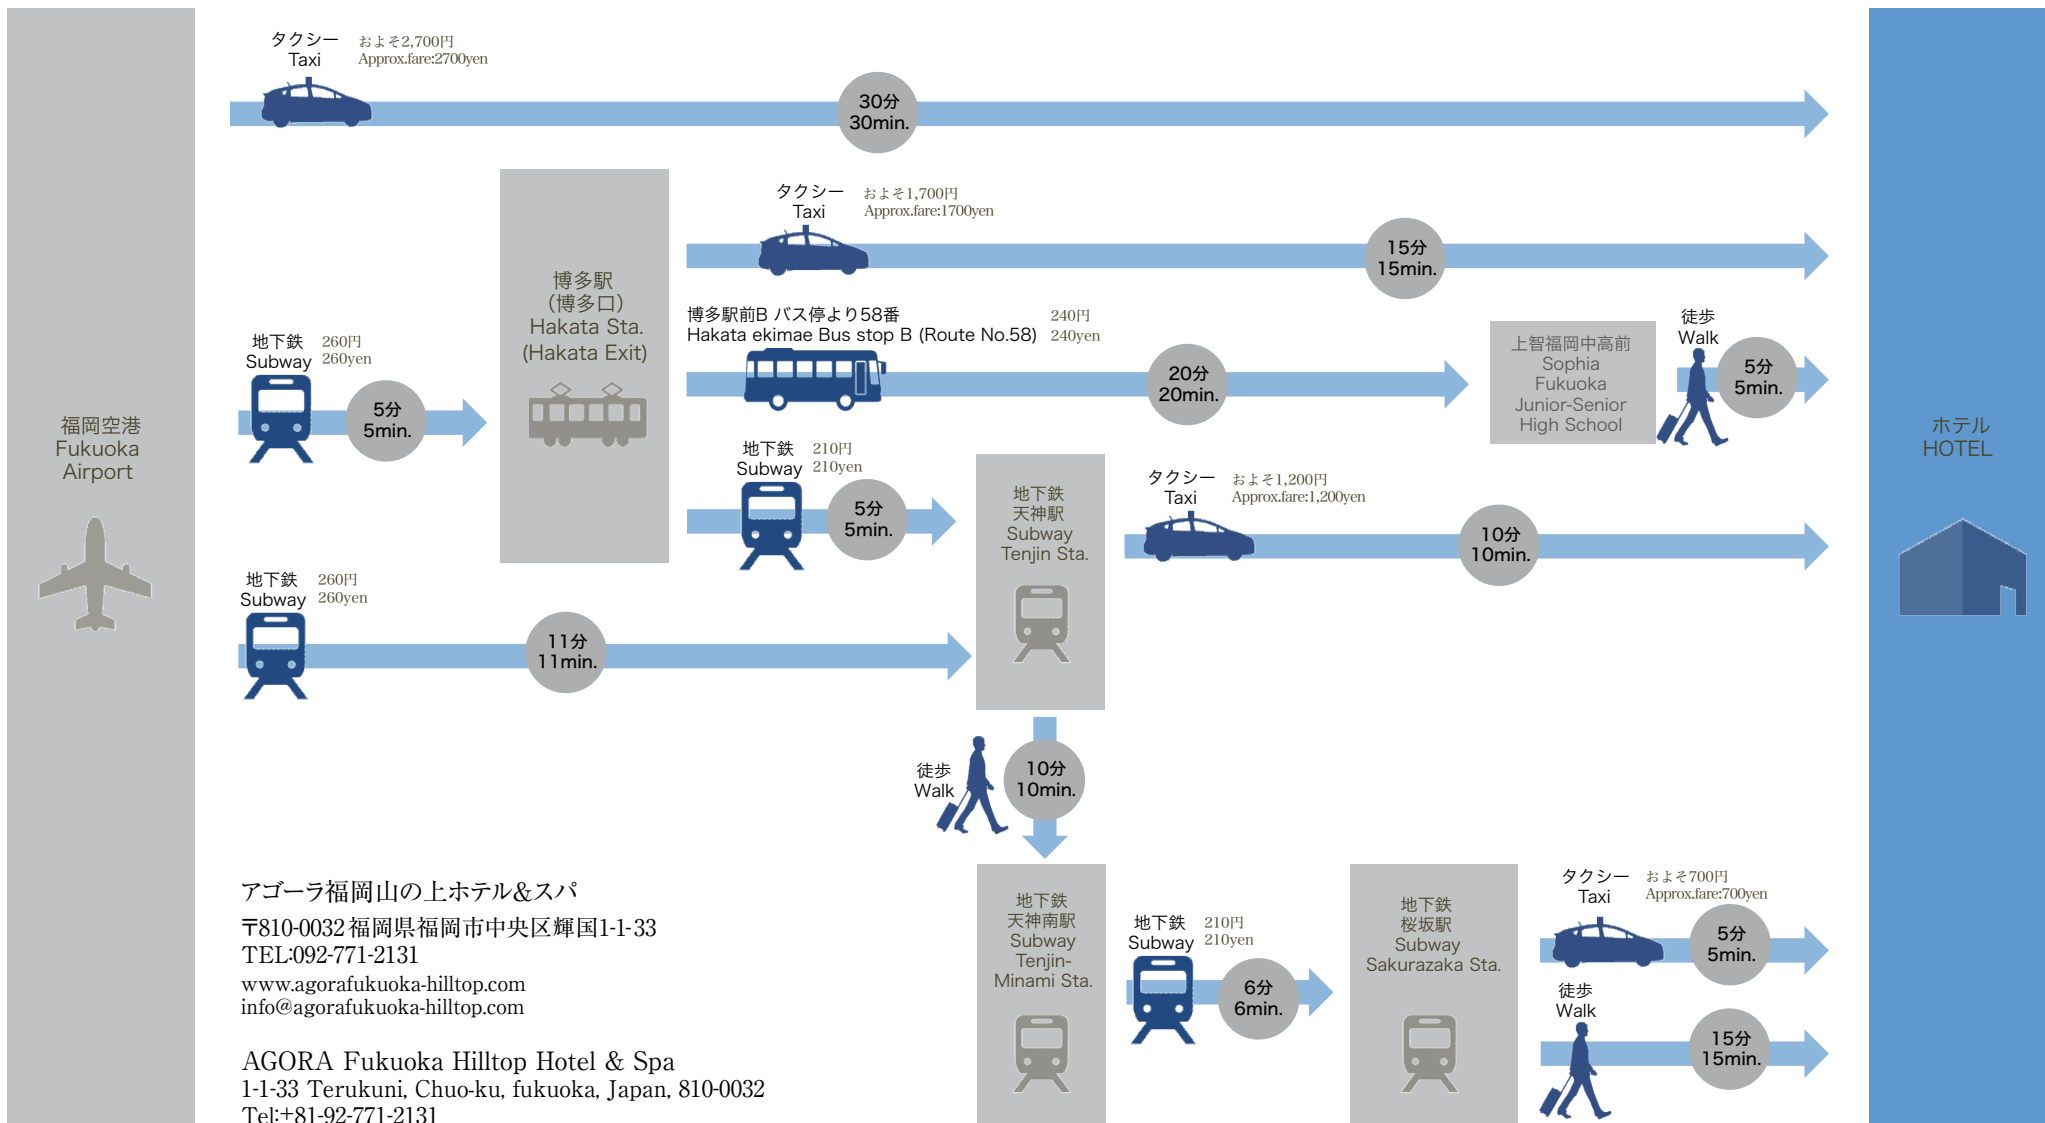 タクシー
Taxi
およそ2,700円
Approx.fare:2700yen
30分
30min.
タクシー
Taxi
およそ1,700円
Approx.fare:1700yen
15分
15min.
博多駅
（博多口）
Hakata Sta.
(Hakata Exit)
博多駅前B バス停より58番
Hakata ekimae Bus stop B (Route No.58)
240円
240yen
20分
20min.
上智福岡中高前
Sophia
Fukuoka
Junior-Senior
High School
徒歩
Walk
5分
5min.
地下鉄
Subway
260円
260yen
5分
5min.
福岡空港
Fukuoka
Airport
ホテル
HOTEL
地下鉄
Subway
210円
210yen
5分
5min.
地下鉄
天神駅
Subway
Tenjin Sta.
タクシー
Taxi
およそ1,200円
Approx.fare:1,200yen
10分
10min.
地下鉄
Subway
260円
260yen
11分
11min.
徒歩
Walk
10分
10min.
地下鉄
天神南駅
Subway
Tenjin-
Minami Sta.
地下鉄
Subway
210円
210yen
6分
6min.
地下鉄
桜坂駅
Subway
Sakurazaka Sta.
タクシー
Taxi
およそ700円
Approx.fare:700yen
5分
5min.
徒歩
Walk
15分
15min.
アゴーラ福岡山の上ホテル&スパ
〒810-0032 福岡県福岡市中央区輝国1-1-33
TEL:092-771-2131
www.agorafukuoka-hilltop.com
info@agorafukuoka-hilltop.com
AGORA Fukuoka Hilltop Hotel & Spa
1-1-33 Terukuni, Chuo-ku, fukuoka, Japan, 810-0032
Tel:+81-92-771-2131